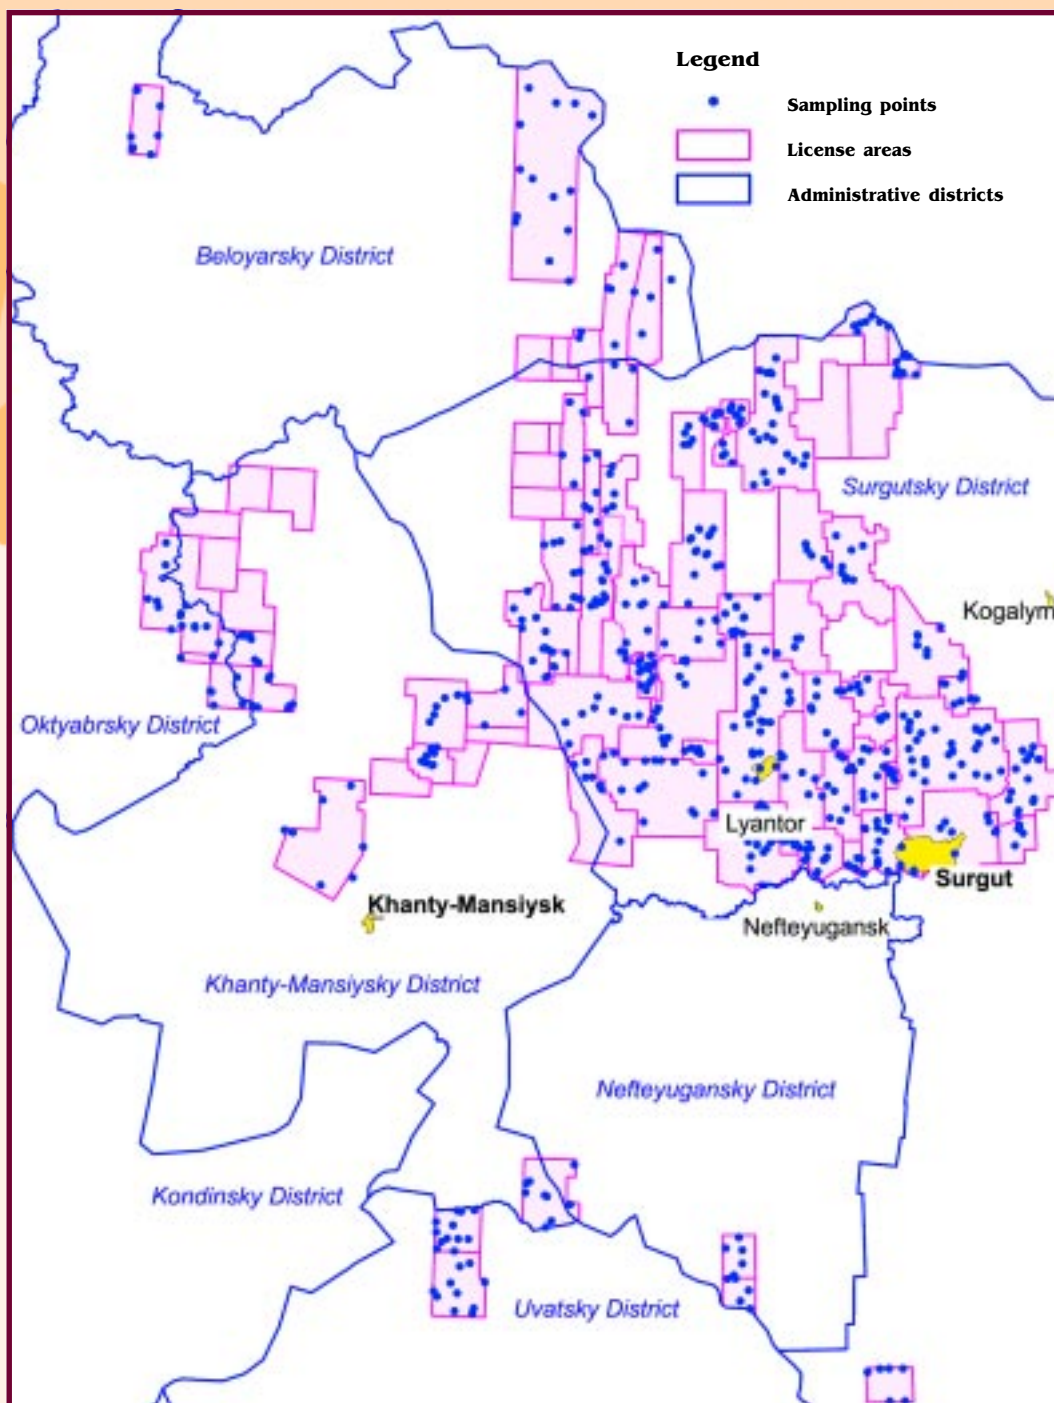 Legend
Sampling points
License areas
Administrative districts
Beloyarsky District
Surgutsky District
Kogalym
Oktyabrsky District
Lyantor
Surgut
Khanty-Mansiysk
Nefteyugansk
Khanty-Mansiysky District
Nefteyugansky District
Kondinsky District
Uvatsky District